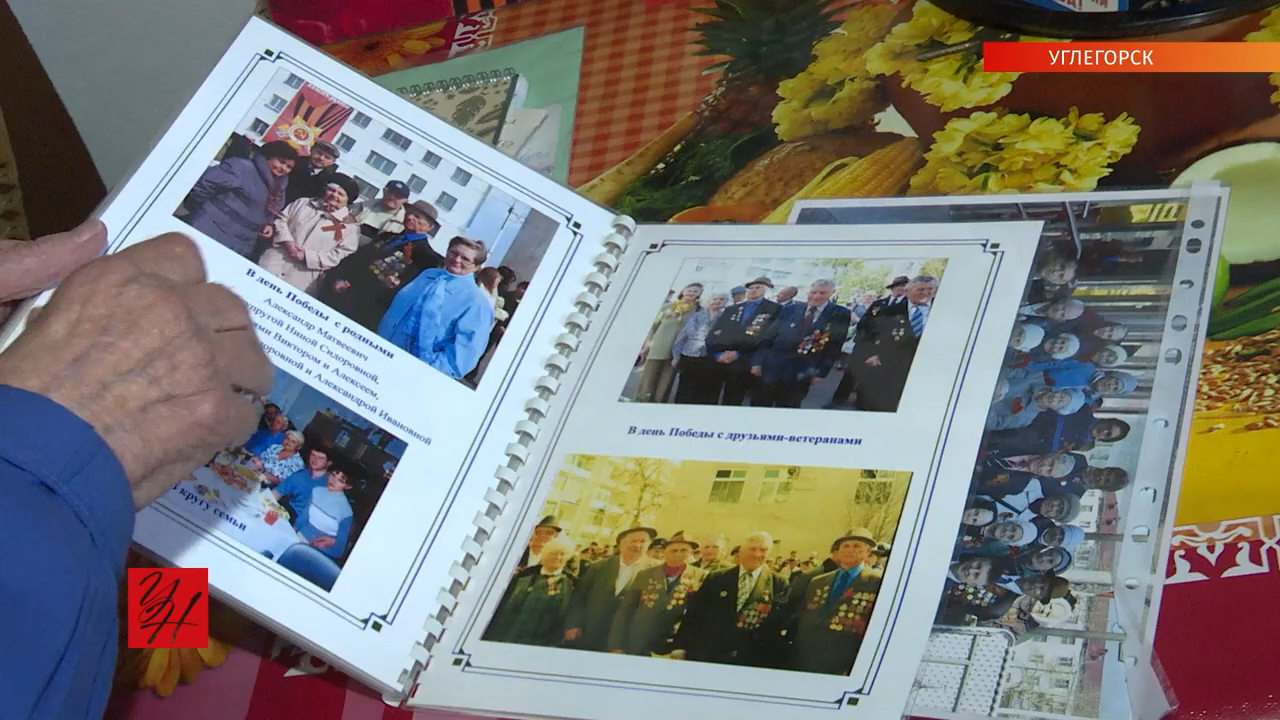 УГЛЕГОРСК
В день Победы с родными
Александр Матвеевич
супругой Ниной Сидоровной,
Виктором и Алексеем,
и Александрой Ивановной
кругу семьи
В день Победы с друзьями-ветеранами
УН